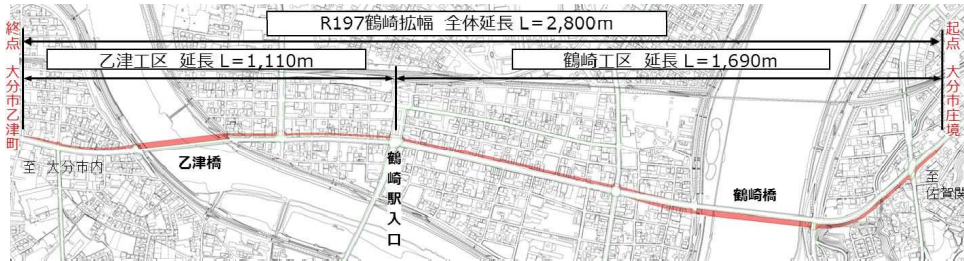 R197鶴崎拡幅 全体延長 L=2,800m
乙津工区 延長 L=1,110m
鶴崎工区 延長 L=1,690m
終点 大分市乙津町
起点 大分市庄境
至 大分市内
乙津橋
鶴崎駅入口
鶴崎橋
至 佐賀関